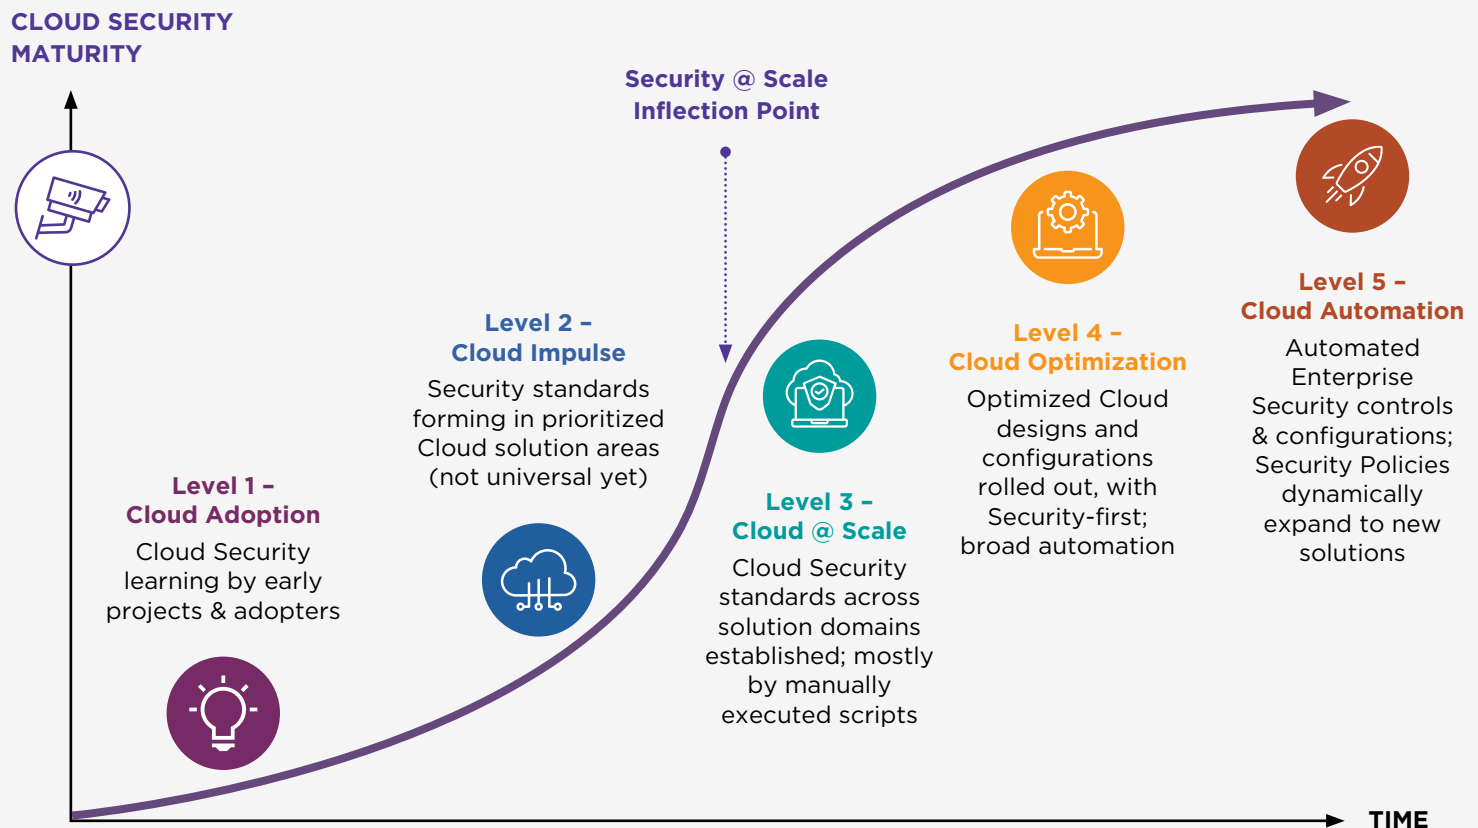 CLOUD SECURITY
MATURITY
Security @ Scale
Inflection Point
Level 1 –
Cloud Adoption
Cloud Security
learning by early
projects & adopters
Level 2 –
Cloud Impulse
Security standards
forming in prioritized
Cloud solution areas
(not universal yet)
Level 3 –
Cloud @ Scale
Cloud Security
standards across
solution domains
established; mostly
by manually
executed scripts
Level 4 –
Cloud Optimization
Optimized Cloud
designs and
configurations
rolled out, with
Security-first;
broad automation
Level 5 –
Cloud Automation
Automated
Enterprise
Security controls
& configurations;
Security Policies
dynamically
expand to new
solutions
TIME